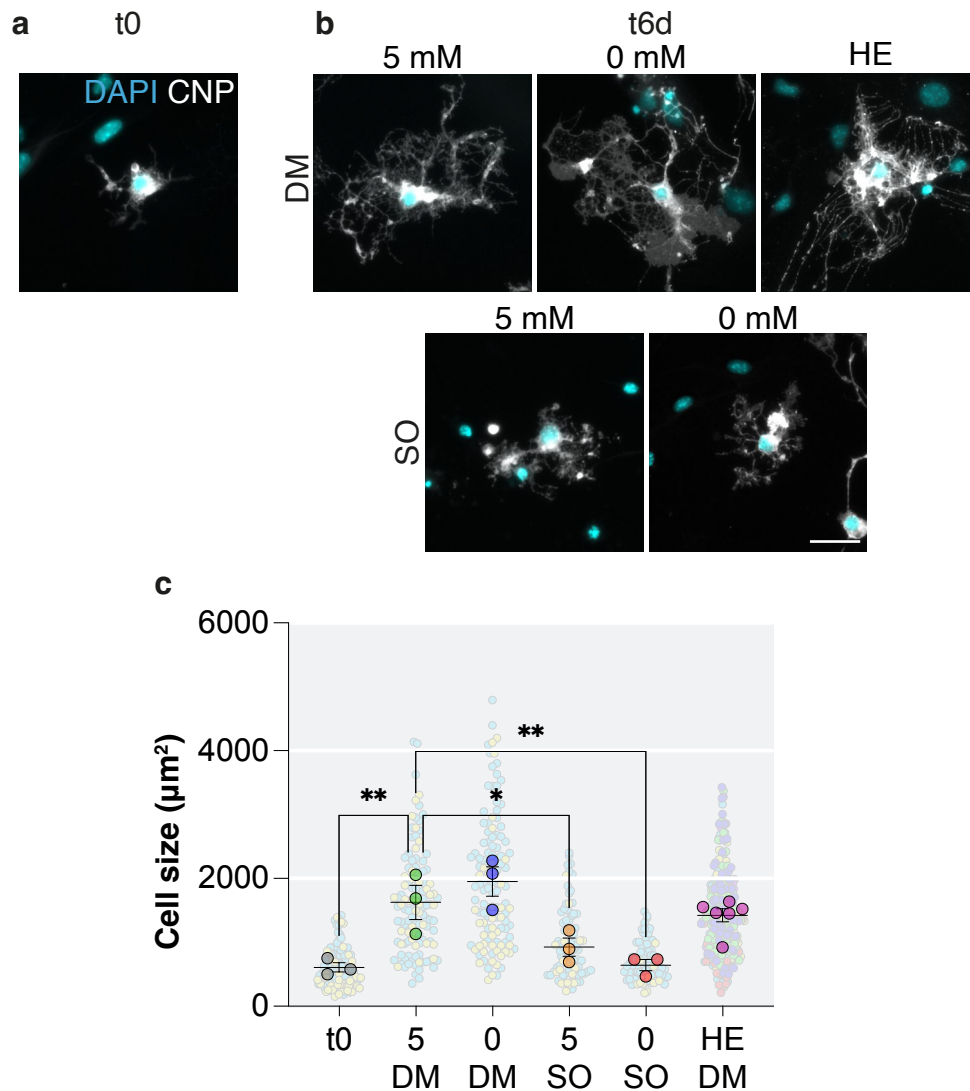 a t0
b t6d
5 mM 0 mM HE
DAPI CNP
DM
5 mM 0 mM
SO
c
6000
4000
2000
0
Cell size (µm²)
**
**
*
t0 5 0 5 0 HE
DM DM SO SO DM